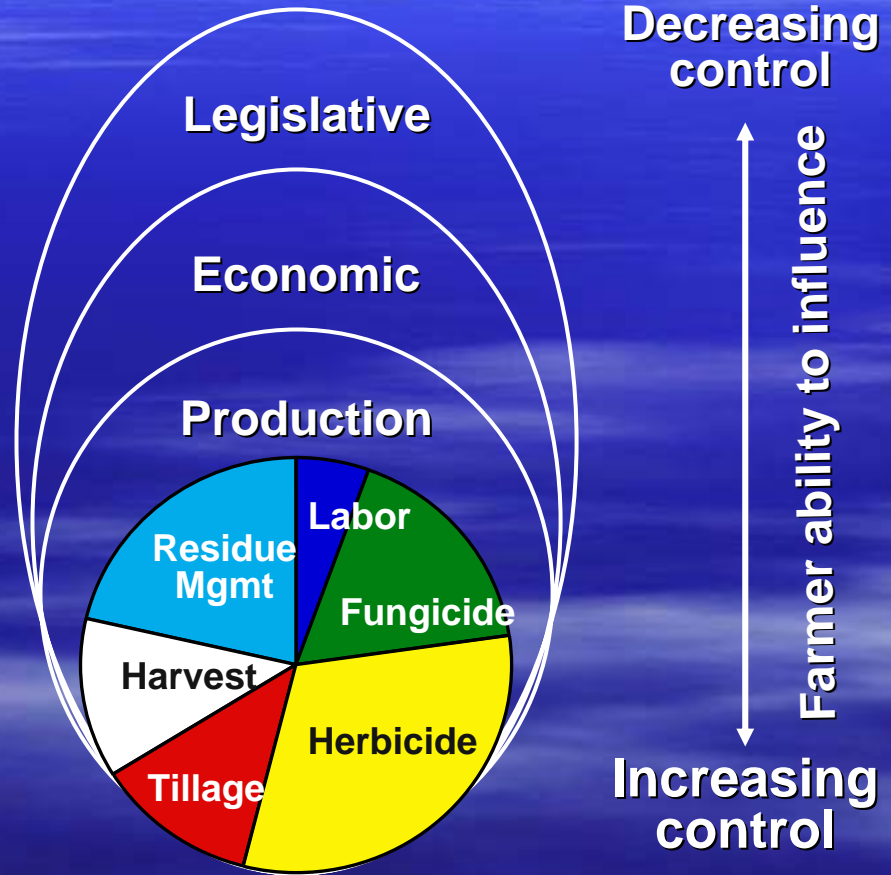 Legislative
Economic
Production
Labor
Residue
Mgmt
Fungicide
Harvest
Herbicide
Tillage
Decreasing
control
Farmer ability to influence
Increasing
control